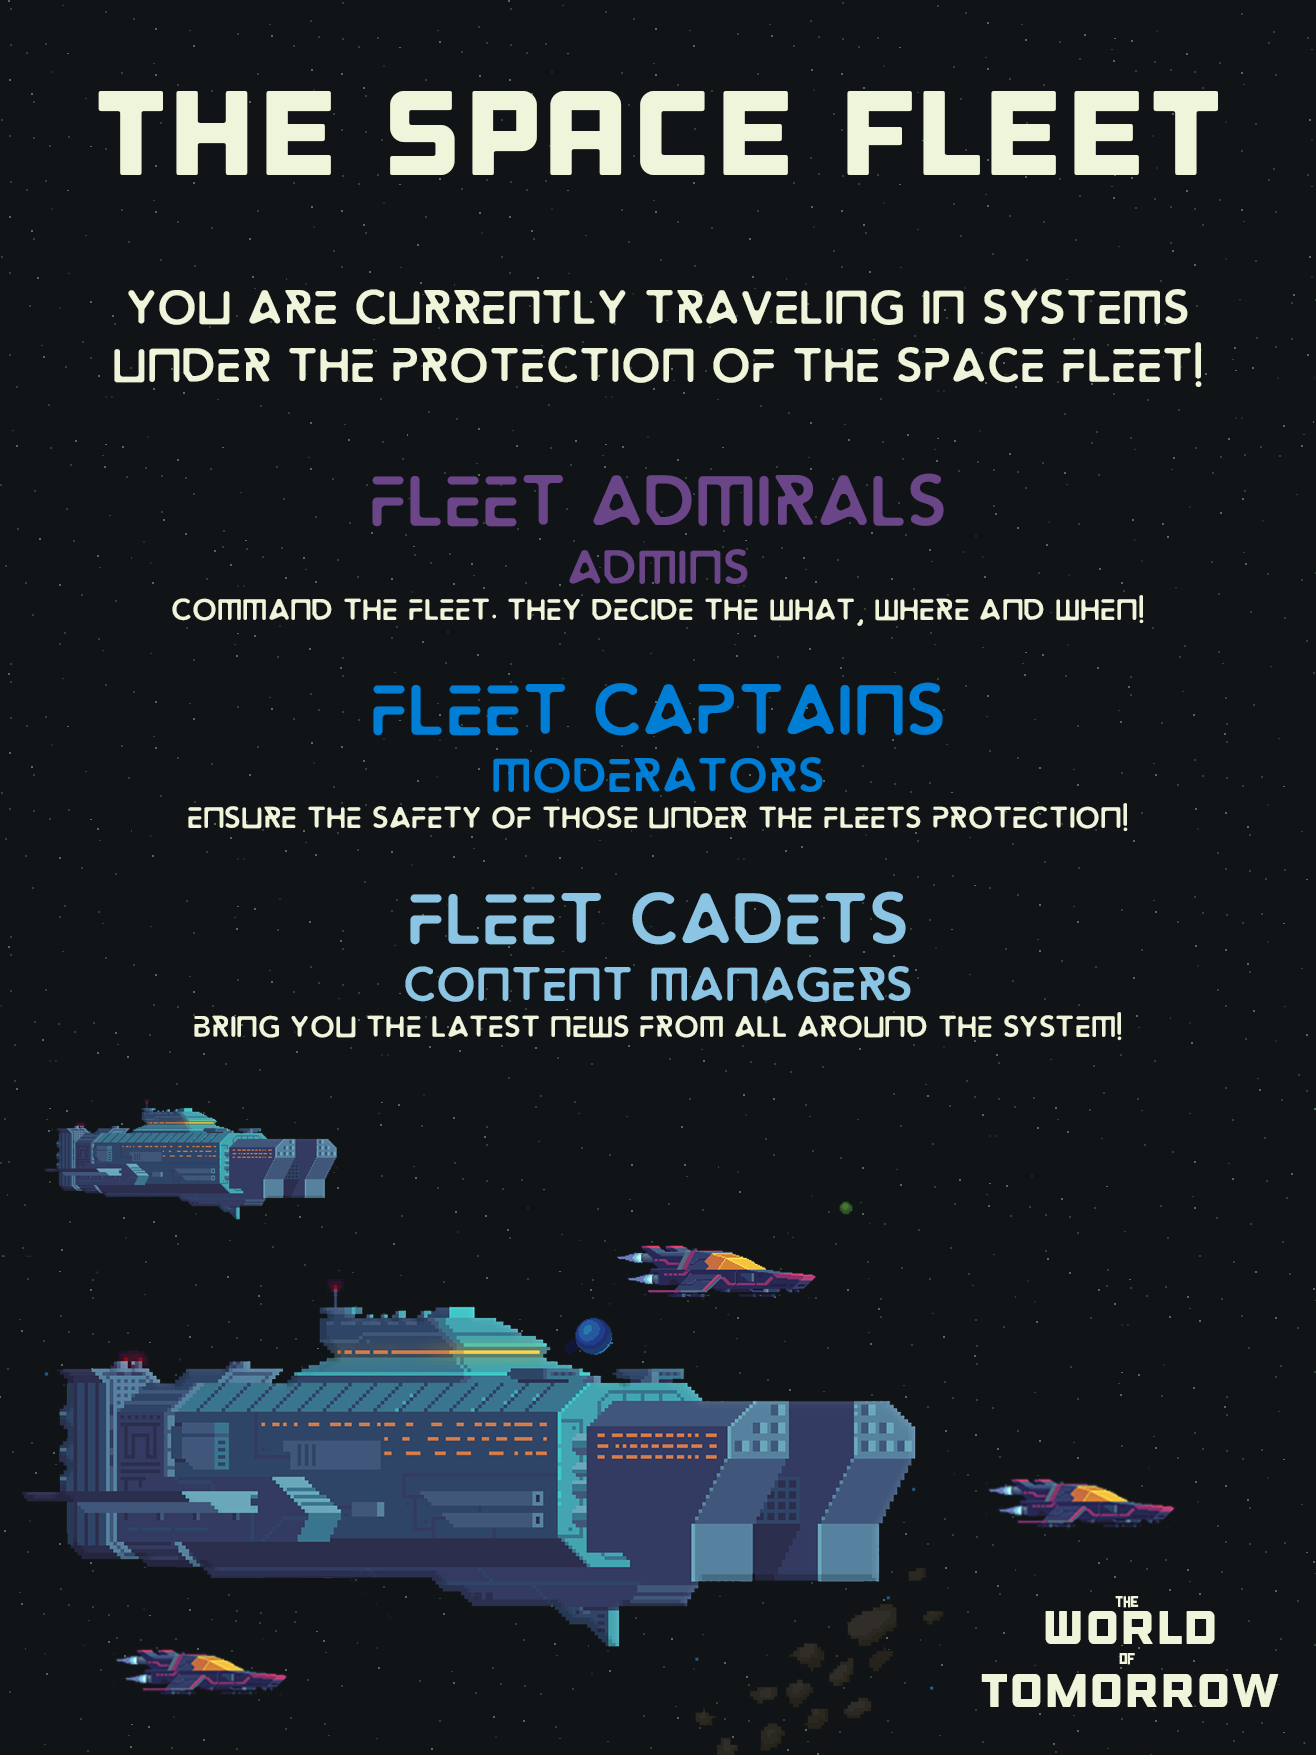 THE SPACE FLEET
YOU ARE CURRENTLY TRAVELING IN SYSTEMS
UNDER THE PROTECTION OF THE SPACE FLEET!
FLEET ADMIRALS
ADMINS
COMMAND THE FLEET. THEY DECIDE THE WHAT, WHERE AND WHEN!
FLEET CAPTAINS
MODERATORS
ENSURE THE SAFETY OF THOSE UNDER THE FLEETS PROTECTION!
FLEET CADETS
CONTENT MANAGERS
BRING YOU THE LATEST NEWS FROM ALL AROUND THE SYSTEM!
THE
WORLD
OF
TOMORROW